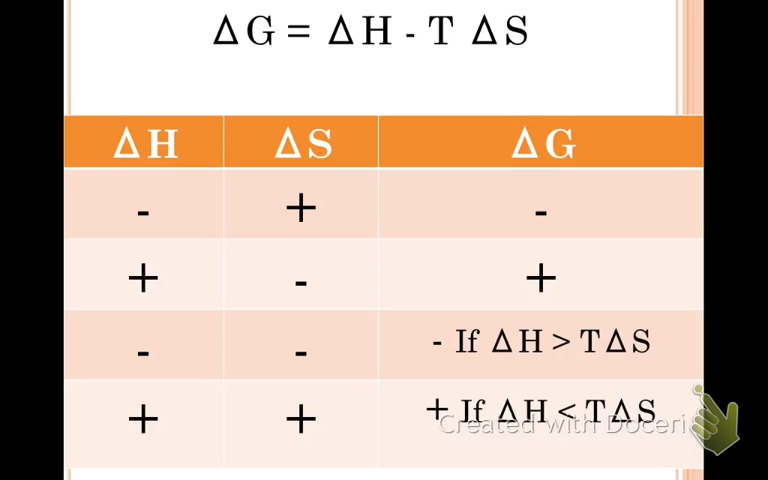 ΔG = ΔH - T ΔS
ΔH ΔS ΔG
- + -
+ - +
- - - If ΔH > TΔS
+ + + If ΔH < TΔS
Created with Doceri